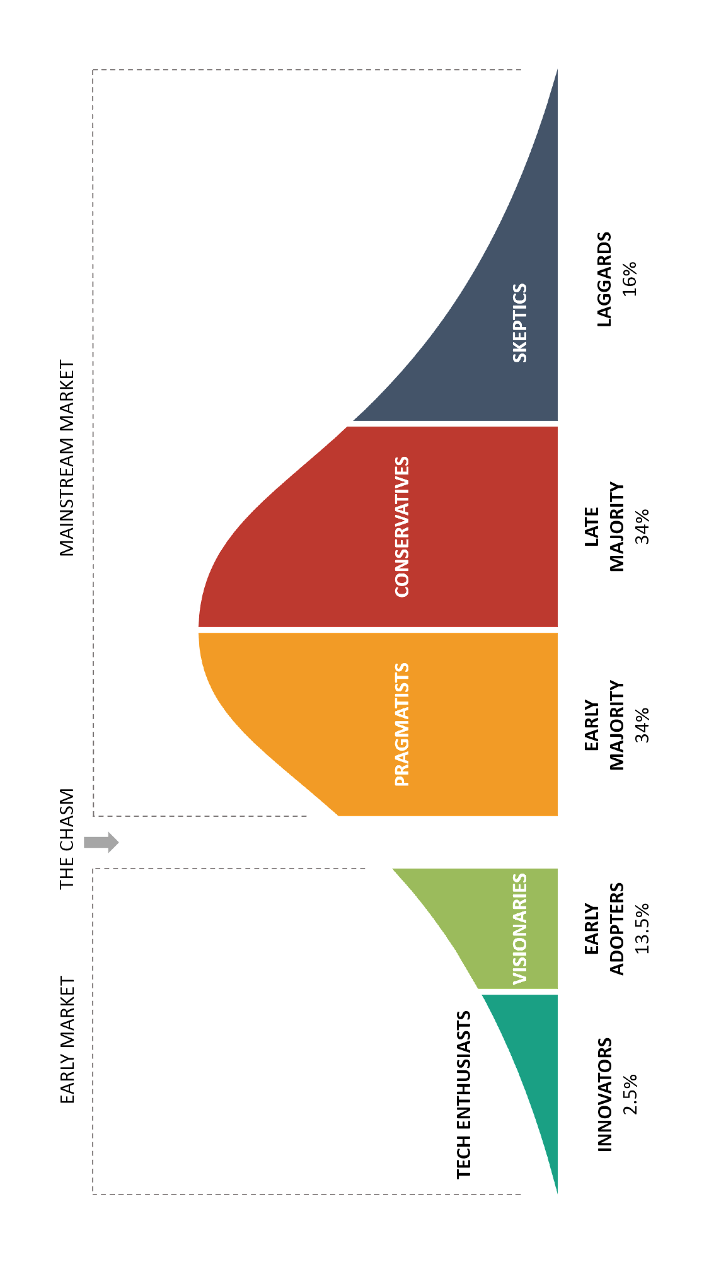 EARLY MARKET
THE CHASM
MAINSTREAM MARKET
TECH ENTHUSIASTS
VISIONARIES
PRAGMATISTS
CONSERVATIVES
SKEPTICS
INNOVATORS
2.5%
EARLY
ADOPTERS
13.5%
EARLY
MAJORITY
34%
LATE
MAJORITY
34%
LAGGARDS
16%